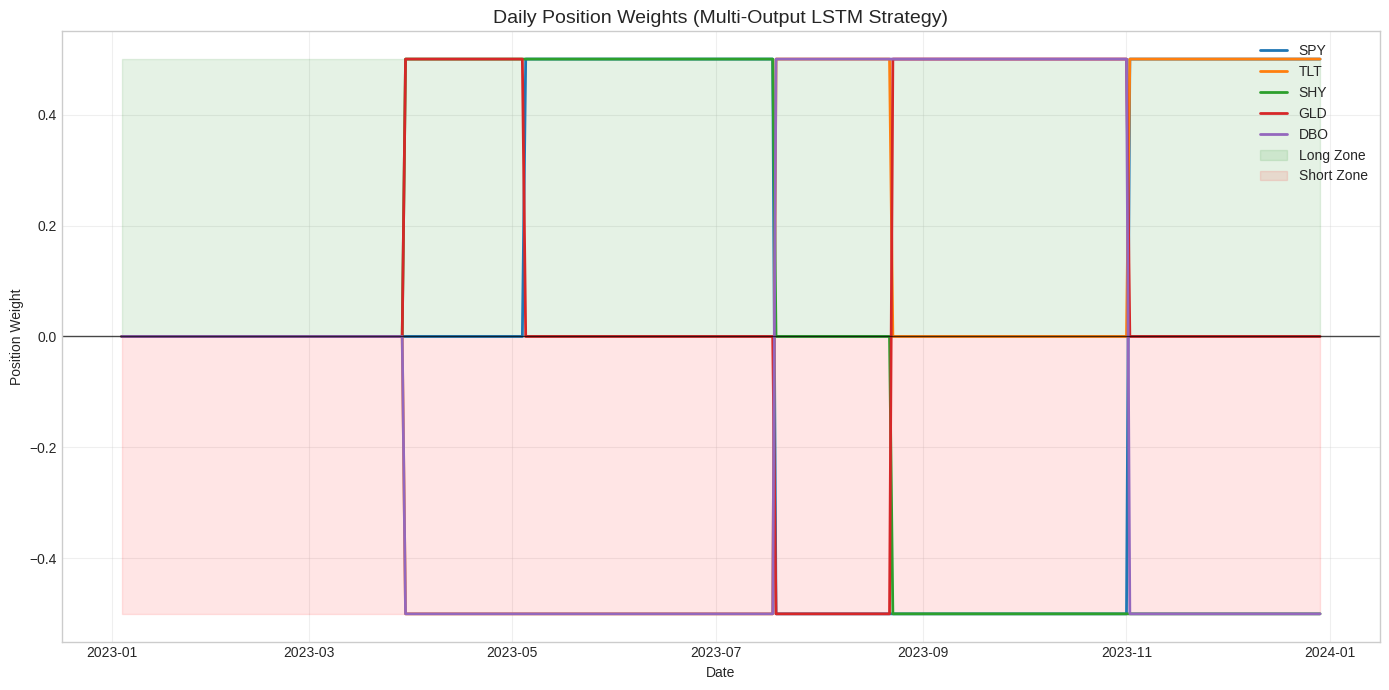 Daily Position Weights (Multi-Output LSTM Strategy)
SPY
TLT
SHY
GLD
DBO
Long Zone
Short Zone
Position Weight
0.4
0.2
0.0
−0.2
−0.4
2023-01
2023-03
2023-05
2023-07
2023-09
2023-11
2024-01
Date